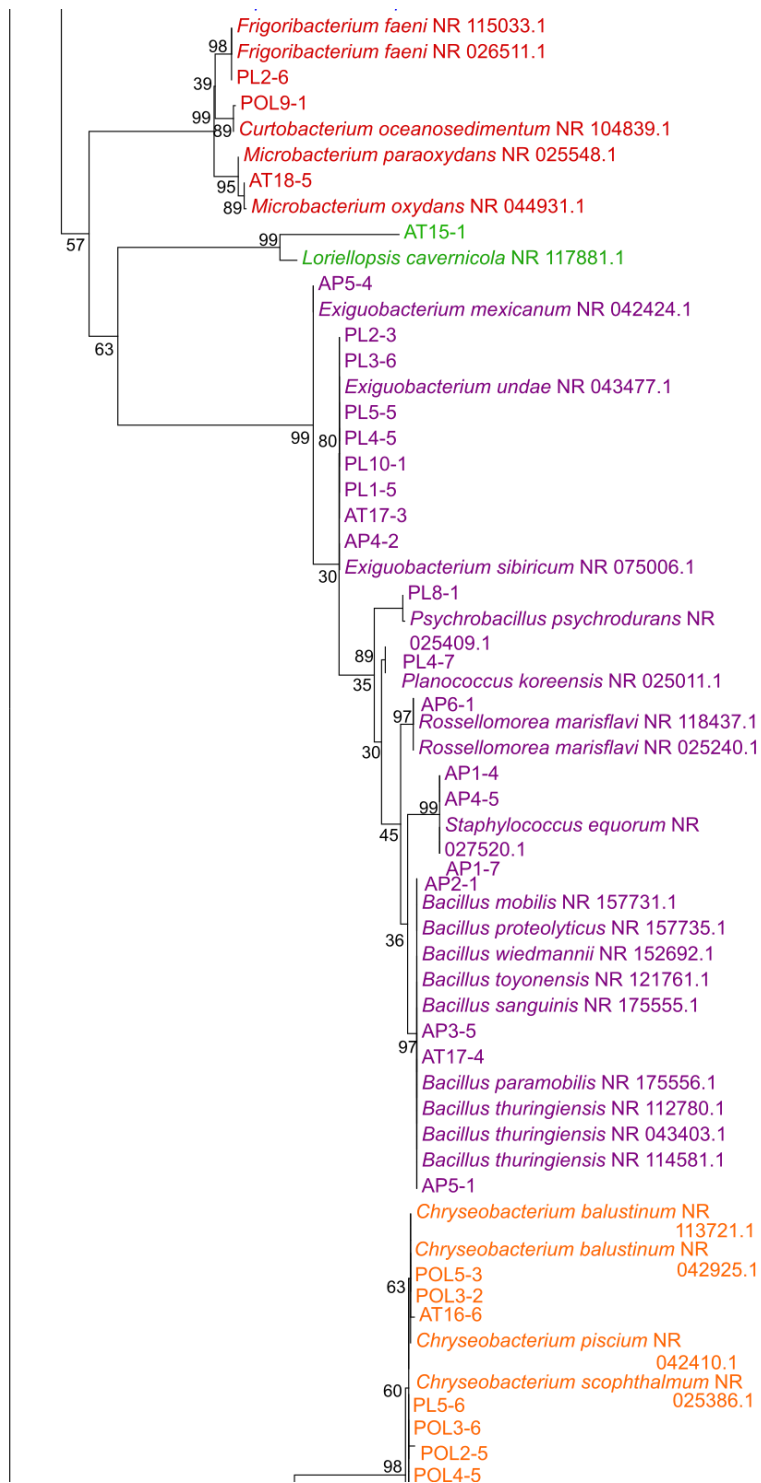 Frigoribacterium faeni NR 115033.1
98
Frigoribacterium faeni NR 026511.1
PL2-6
39
POL9-1
99
89
Curtobacterium oceanosedimentum NR 104839.1
Microbacterium paraoxydans NR 025548.1
AT18-5
95
89
Microbacterium oxydans NR 044931.1
57
AT15-1
99
Loriellopsis cavernicola NR 117881.1
AP5-4
Exiguobacterium mexicanum NR 042424.1
PL2-3
63
PL3-6
Exiguobacterium undae NR 043477.1
PL5-5
99
80
PL4-5
PL10-1
PL1-5
AT17-3
AP4-2
30
Exiguobacterium sibiricum NR 075006.1
PL8-1
Psychrobacillus psychrodurans NR
025409.1
89
PL4-7
35
Planococcus koreensis NR 025011.1
AP6-1
97
Rossellomorea marisflavi NR 118437.1
30
Rossellomorea marisflavi NR 025240.1
AP1-4
AP4-5
99
Staphylococcus equorum NR
45
027520.1
AP1-7
AP2-1
Bacillus mobilis NR 157731.1
Bacillus proteolyticus NR 157735.1
36
Bacillus wiedmannii NR 152692.1
Bacillus toyonensis NR 121761.1
Bacillus sanguinis NR 175555.1
AP3-5
97
AT17-4
Bacillus paramobilis NR 175556.1
Bacillus thuringiensis NR 112780.1
Bacillus thuringiensis NR 043403.1
Bacillus thuringiensis NR 114581.1
AP5-1
Chryseobacterium balustinum NR
113721.1
Chryseobacterium balustinum NR
042925.1
POL5-3
63
POL3-2
AT16-6
Chryseobacterium piscium NR
042410.1
Chryseobacterium scophthalmum NR
60
025386.1
PL5-6
POL3-6
POL2-5
98
POL4-5